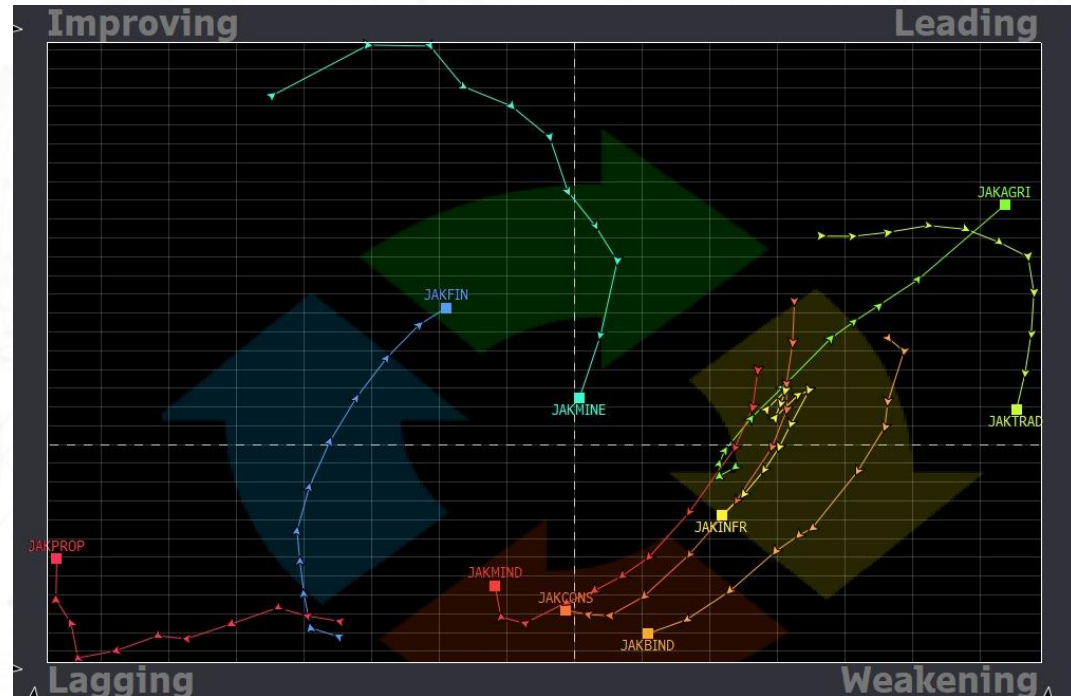 Improving
Leading
JAKAGRI
JAKFIN
JAKMINE
JAKTRAD
JAKINFR
JAKPROP
JAKMIND
JAKCONS
JAKBIND
Lagging
Weakening